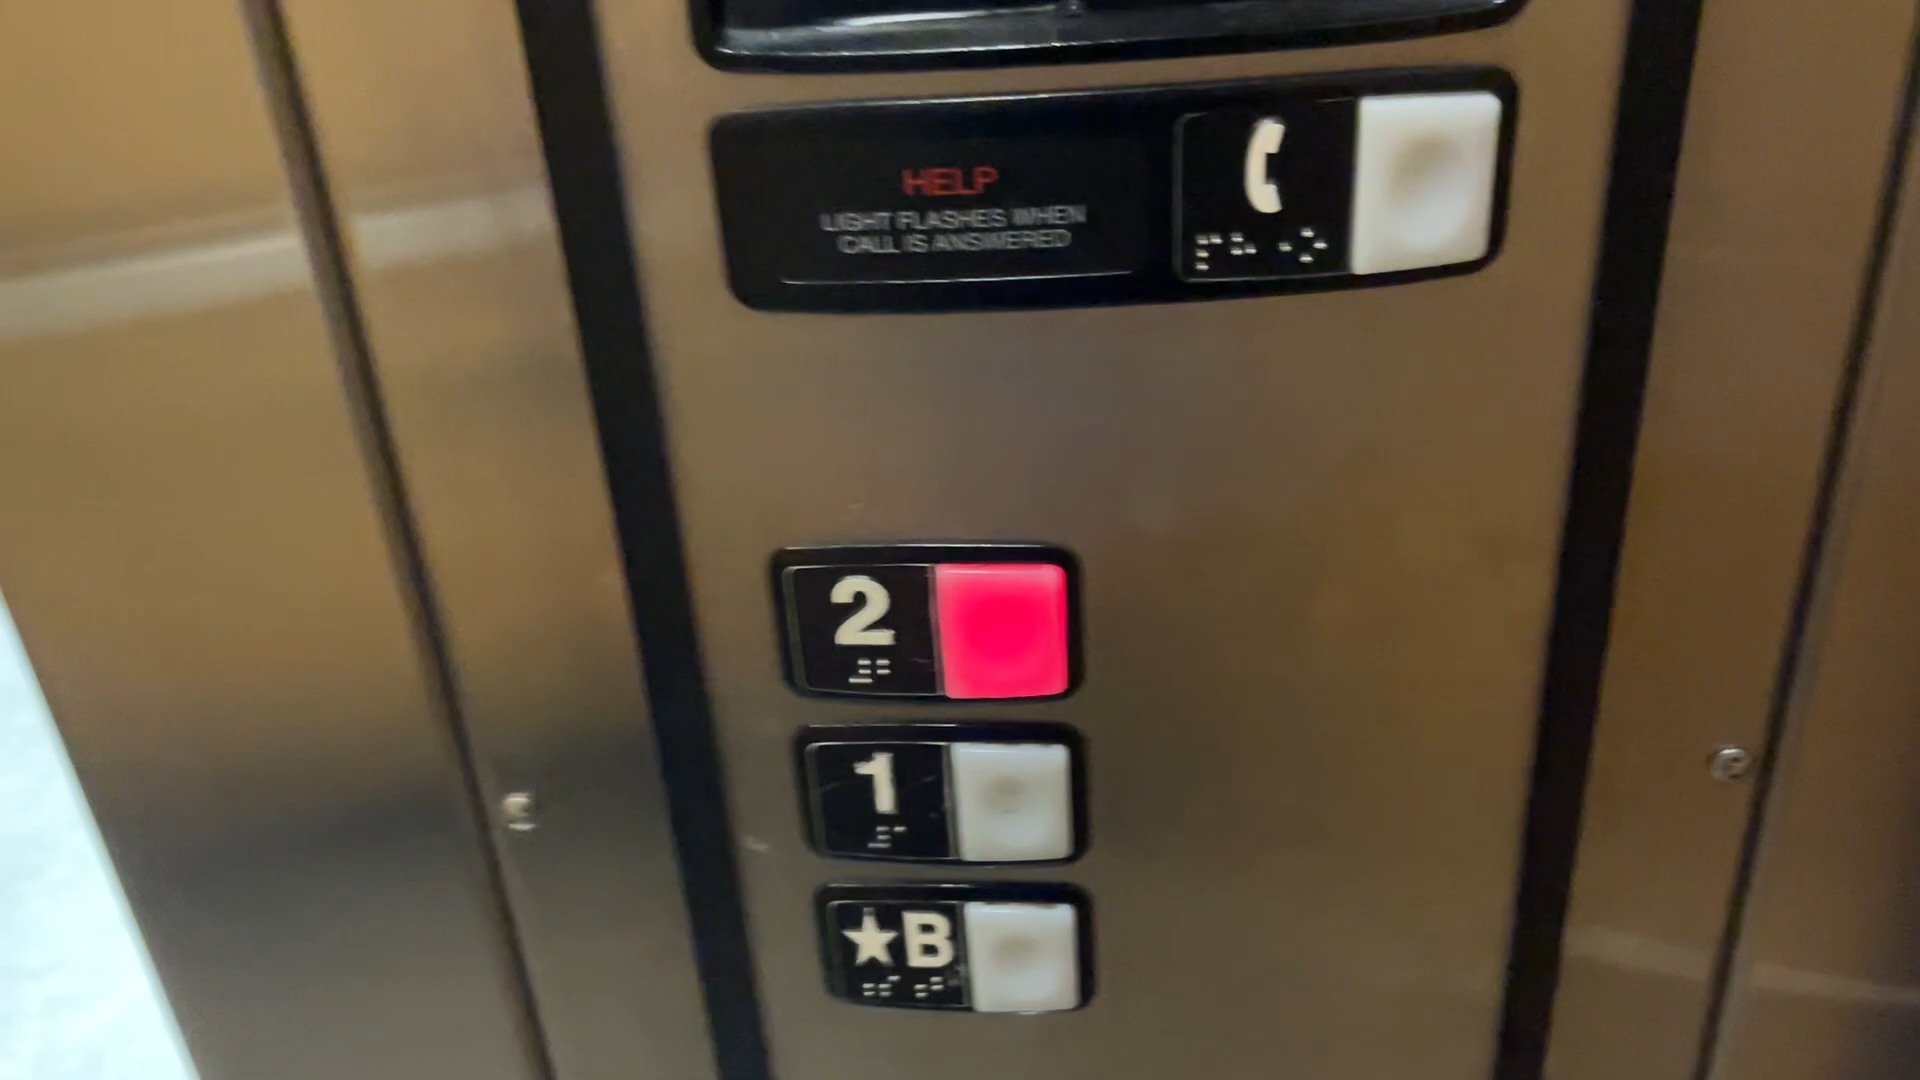 HELP
LIGHT FLASHES WHEN
CALL IS ANSWERED
2
1
★B